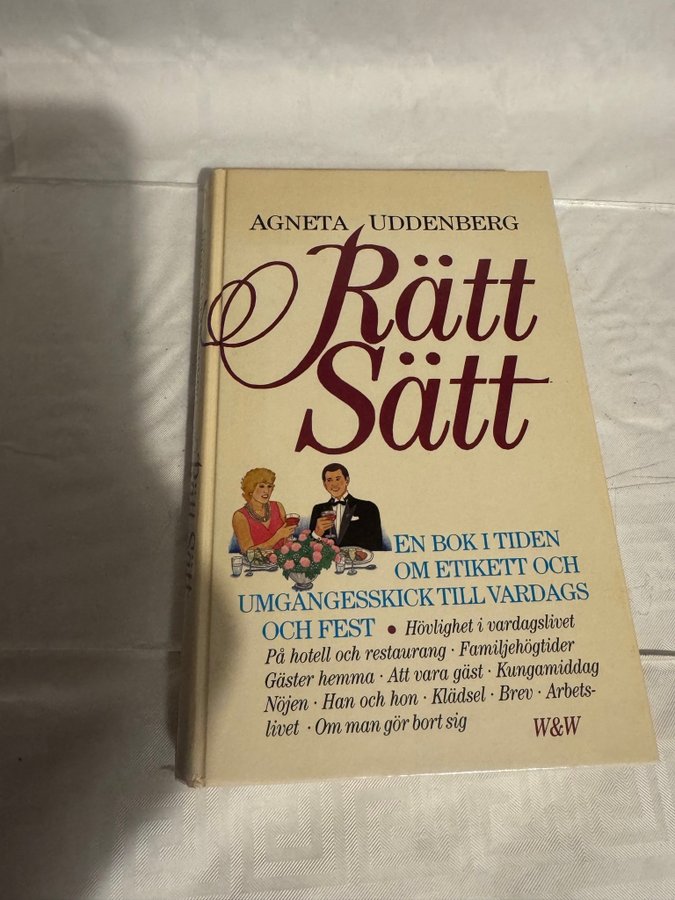 AGNETA UDDENBERG
Rätt
Sätt
EN BOK I TIDEN
OM ETIKETT OCH
UMGÄNGESSKICK TILL VARDAGS
OCH FEST • Hövlighet i vardagslivet
På hotell och restaurang · Familjehögtider
Gäster hemma · Att vara gäst · Kungamiddag
Nöjen · Han och hon · Klädsel · Brev · Arbets-
livet · Om man gör bort sig
W&W